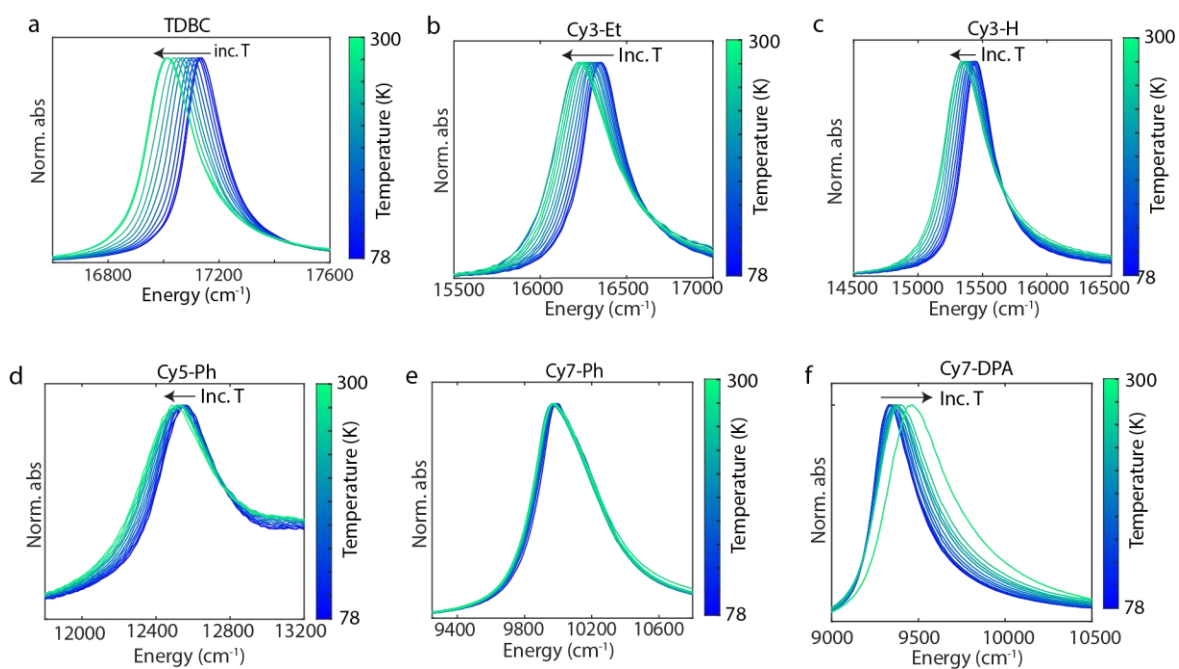 a
TDBC
inc. T
Norm. abs
16800
17200
17600
Energy (cm⁻¹)
300
Temperature (K)
78
b
Cy3-Et
Inc. T
Norm. abs
15500
16000
16500
17000
Energy (cm⁻¹)
300
Temperature (K)
78
c
Cy3-H
Inc. T
Norm. abs
14500
15000
15500
16000
16500
Energy (cm⁻¹)
300
Temperature (K)
78
d
Cy5-Ph
Inc. T
Norm. abs
12000
12400
12800
13200
Energy (cm⁻¹)
300
Temperature (K)
78
e
Cy7-Ph
Norm. abs
9400
9800
10200
10600
Energy (cm⁻¹)
300
Temperature (K)
78
f
Cy7-DPA
Inc. T
Norm. abs
9000
9500
10000
10500
Energy (cm⁻¹)
300
Temperature (K)
78